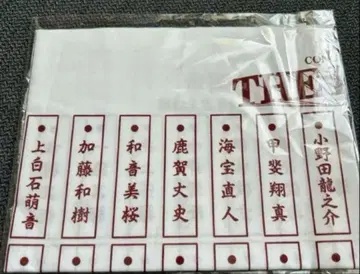 CON
THE
小野田龍之介
甲斐翔真
海宝直人
鹿賀丈史
和音美桜
加藤和樹
上白石萌音